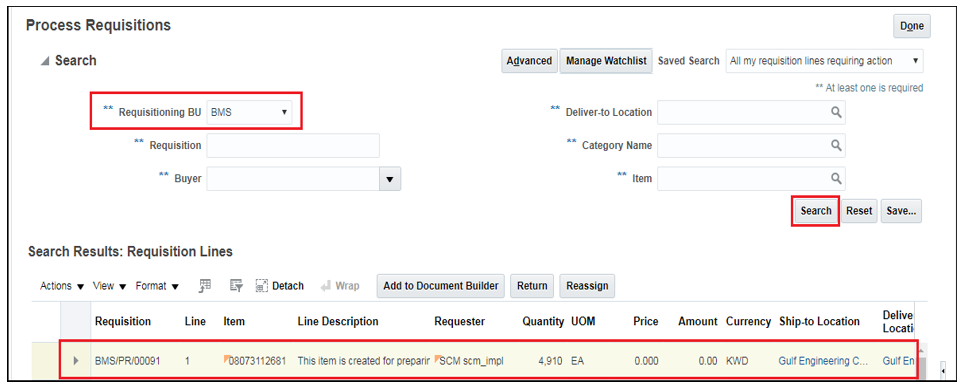 Process Requisitions
Done
Search
Advanced Manage Watchlist Saved Search All my requisition lines requiring action
** At least one is required
** Requisitioning BU BMS
** Deliver-to Location
** Requisition
** Category Name
** Buyer
** Item
Search Reset Save...
Search Results: Requisition Lines
Actions View Format Detach Wrap Add to Document Builder Return Reassign
Requisition Line Item Line Description Requester Quantity UOM Price Amount Currency Ship-to Location Delive
Locati
BMS/PR/00091 1 08073112681 This item is created for preparin SCM scm_impl 4,910 EA 0.000 0.00 KWD Gulf Engineering C... Gulf En